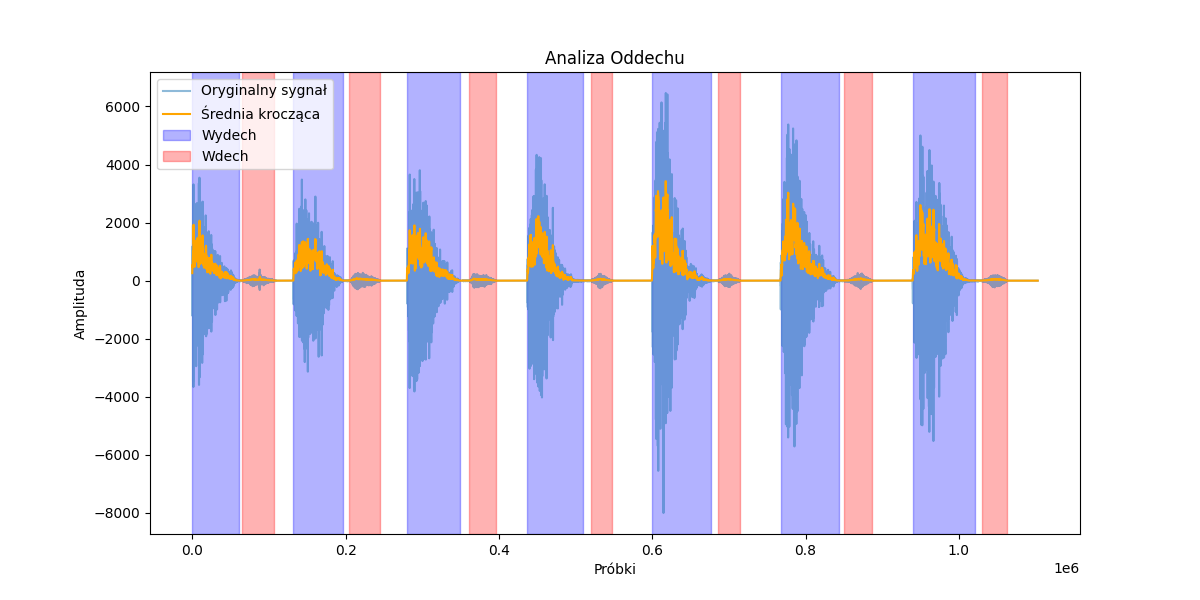 Analiza Oddechu
Oryginalny sygnał
Średnia krocząca
Wydech
Wdech
6000
4000
2000
0
−2000
−4000
−6000
−8000
Amplituda
0.0 0.2 0.4 0.6 0.8 1.0
Próbki
1e6